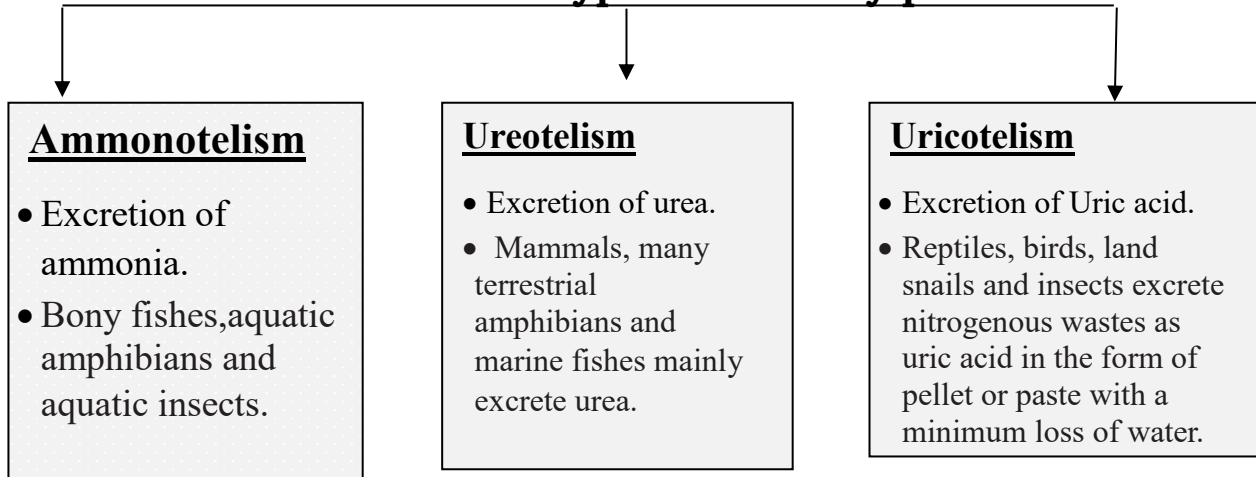 Ammonotelism
• Excretion of
ammonia.
• Bony fishes,aquatic
amphibians and
aquatic insects.
Ureotelism
• Excretion of urea.
• Mammals, many
terrestrial
amphibians and
marine fishes mainly
excrete urea.
Uricotelism
• Excretion of Uric acid.
• Reptiles, birds, land
snails and insects excrete
nitrogenous wastes as
uric acid in the form of
pellet or paste with a
minimum loss of water.